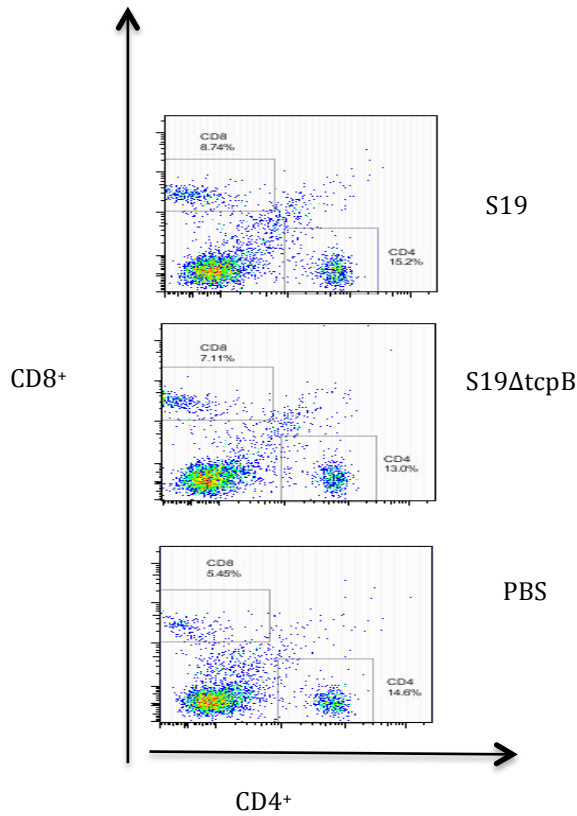 CD8
8.74%
S19
CD4
15.2%
CD8
7.11%
CD8⁺
S19ΔtcpB
CD4
13.0%
CD8
5.45%
PBS
CD4
14.6%
CD4⁺